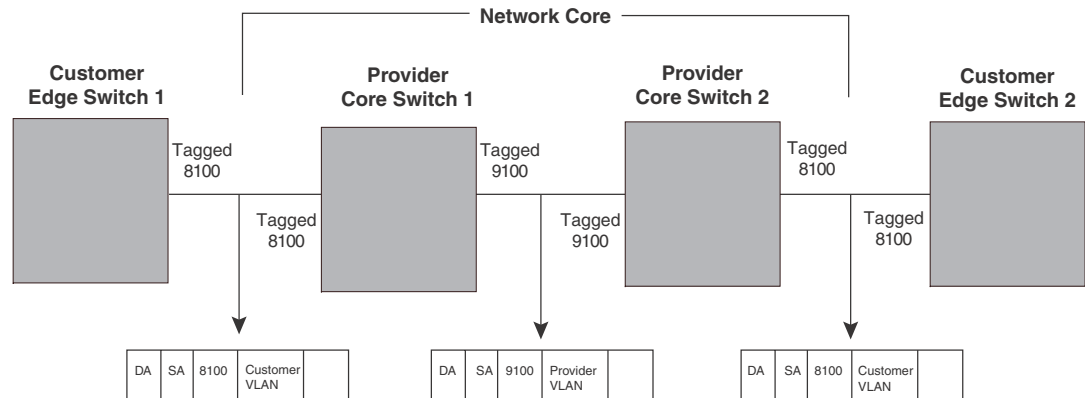 Network Core
Customer
Edge Switch 1
Provider
Core Switch 1
Provider
Core Switch 2
Customer
Edge Switch 2
Tagged
8100
Tagged
8100
Tagged
9100
Tagged
9100
Tagged
8100
Tagged
8100
DA SA 8100 Customer
VLAN
DA SA 9100 Provider
VLAN
DA SA 8100 Customer
VLAN